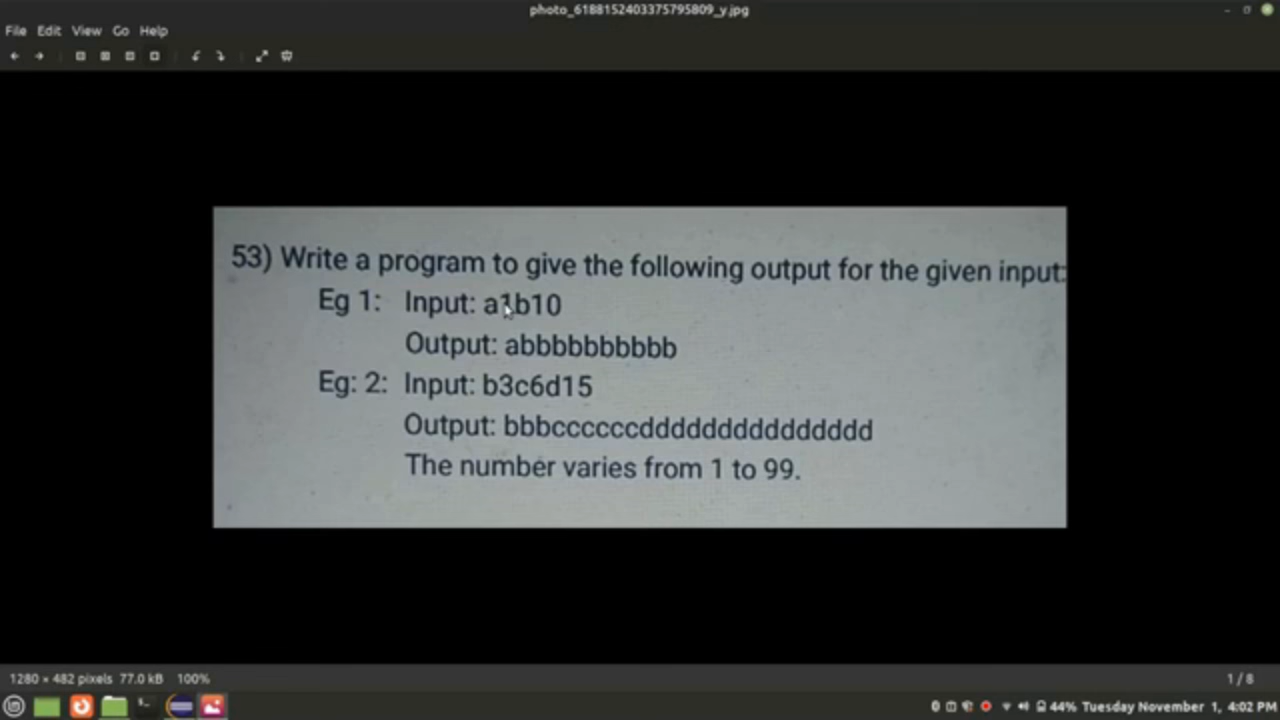 photo_6188152403375795809_y.jpg
File Edit View Go Help
53) Write a program to give the following output for the given input:
Eg 1: Input: a1b10
Output: abbbbbbbbbb
Eg: 2: Input: b3c6d15
Output: bbbccccccddddddddddddddd
The number varies from 1 to 99.
1280 × 482 pixels 77.0 kB 100%
1 / 8
44% Tuesday November 1, 4:02 PM